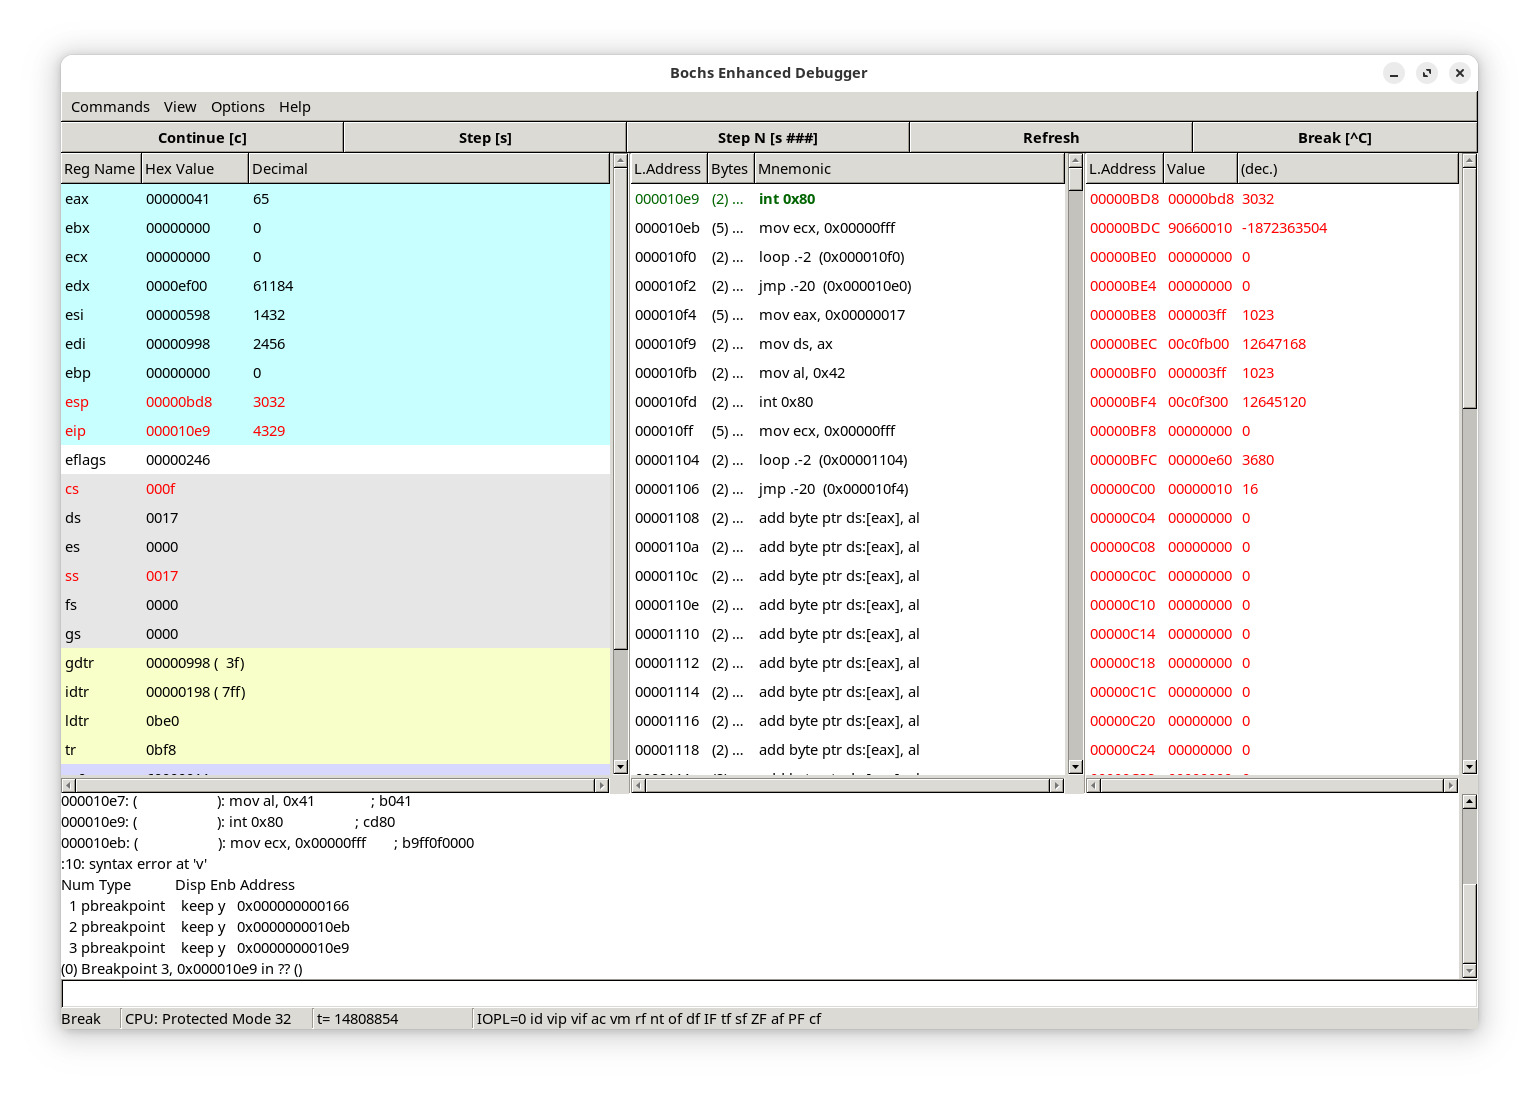 Bochs Enhanced Debugger
Commands View Options Help
Continue [c] Step [s] Step N [s ###] Refresh Break [^C]
Reg Name Hex Value Decimal
eax 00000041 65
ebx 00000000 0
ecx 00000000 0
edx 0000ef00 61184
esi 00000598 1432
edi 00000998 2456
ebp 00000000 0
esp 00000bd8 3032
eip 000010e9 4329
eflags 00000246
cs 000f
ds 0017
es 0000
ss 0017
fs 0000
gs 0000
gdtr 00000998 (  3f)
idtr 00000198 ( 7ff)
ldtr 0be0
tr 0bf8
L.Address Bytes Mnemonic
000010e9 (2) ... int 0x80
000010eb (5) ... mov ecx, 0x00000fff
000010f0 (2) ... loop .-2  (0x000010f0)
000010f2 (2) ... jmp .-20  (0x000010e0)
000010f4 (5) ... mov eax, 0x00000017
000010f9 (2) ... mov ds, ax
000010fb (2) ... mov al, 0x42
000010fd (2) ... int 0x80
000010ff (5) ... mov ecx, 0x00000fff
00001104 (2) ... loop .-2  (0x00001104)
00001106 (2) ... jmp .-20  (0x000010f4)
00001108 (2) ... add byte ptr ds:[eax], al
0000110a (2) ... add byte ptr ds:[eax], al
0000110c (2) ... add byte ptr ds:[eax], al
0000110e (2) ... add byte ptr ds:[eax], al
00001110 (2) ... add byte ptr ds:[eax], al
00001112 (2) ... add byte ptr ds:[eax], al
00001114 (2) ... add byte ptr ds:[eax], al
00001116 (2) ... add byte ptr ds:[eax], al
00001118 (2) ... add byte ptr ds:[eax], al
L.Address Value (dec.)
00000BD8 00000bd8 3032
00000BDC 90660010 -1872363504
00000BE0 00000000 0
00000BE4 00000000 0
00000BE8 000003ff 1023
00000BEC 00c0fb00 12647168
00000BF0 000003ff 1023
00000BF4 00c0f300 12645120
00000BF8 00000000 0
00000BFC 00000e60 3680
00000C00 00000010 16
00000C04 00000000 0
00000C08 00000000 0
00000C0C 00000000 0
00000C10 00000000 0
00000C14 00000000 0
00000C18 00000000 0
00000C1C 00000000 0
00000C20 00000000 0
00000C24 00000000 0
000010e7: (                    ): mov al, 0x41              ; b041
000010e9: (                    ): int 0x80                  ; cd80
000010eb: (                    ): mov ecx, 0x00000fff       ; b9ff0f0000
:10: syntax error at 'v'
Num Type           Disp Enb Address
  1 pbreakpoint    keep y   0x000000000166
  2 pbreakpoint    keep y   0x0000000010eb
  3 pbreakpoint    keep y   0x0000000010e9
(0) Breakpoint 3, 0x000010e9 in ?? ()
Break CPU: Protected Mode 32 t= 14808854 IOPL=0 id vip vif ac vm rf nt of df IF tf sf ZF af PF cf